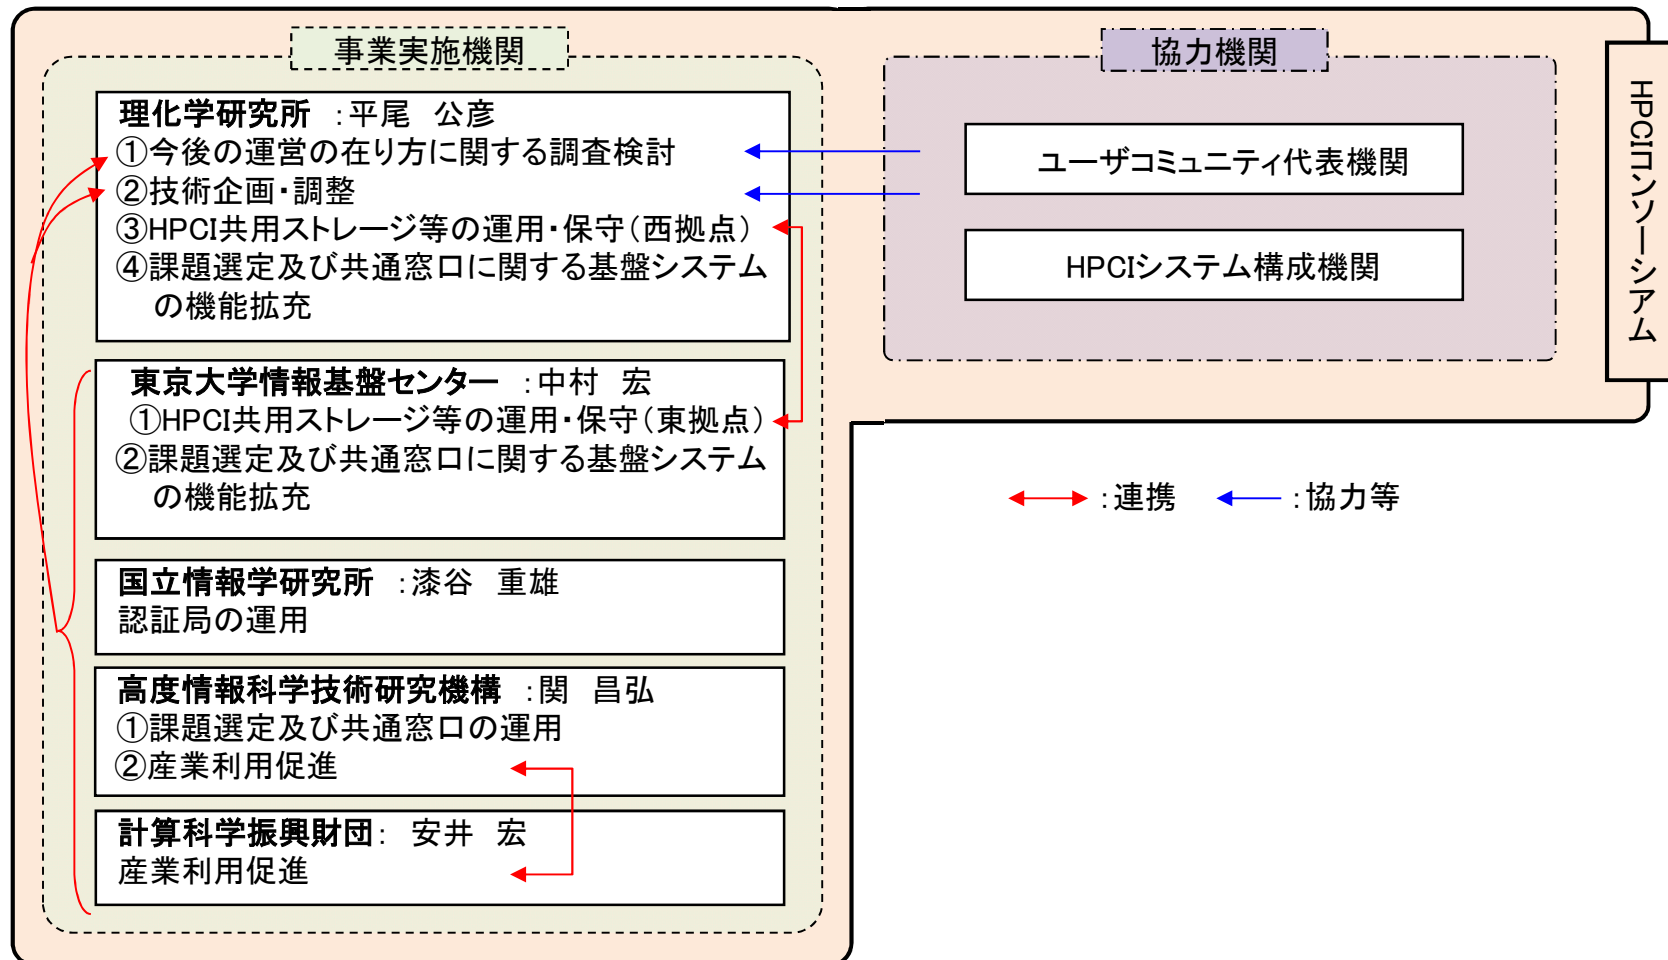 事業実施機関
理化学研究所 :平尾 公彦
①今後の運営の在り方に関する調査検討
②技術企画・調整
③HPCI共用ストレージ等の運用・保守(西拠点)
④課題選定及び共通窓口に関する基盤システム
の機能拡充
東京大学情報基盤センター :中村 宏
①HPCI共用ストレージ等の運用・保守(東拠点)
②課題選定及び共通窓口に関する基盤システム
の機能拡充
国立情報学研究所 :漆谷 重雄
認証局の運用
高度情報科学技術研究機構 :関 昌弘
①課題選定及び共通窓口の運用
②産業利用促進
計算科学振興財団: 安井 宏
産業利用促進
協力機関
ユーザコミュニティ代表機関
HPCIシステム構成機関
HPCIコンソーシアム
:連携
:協力等